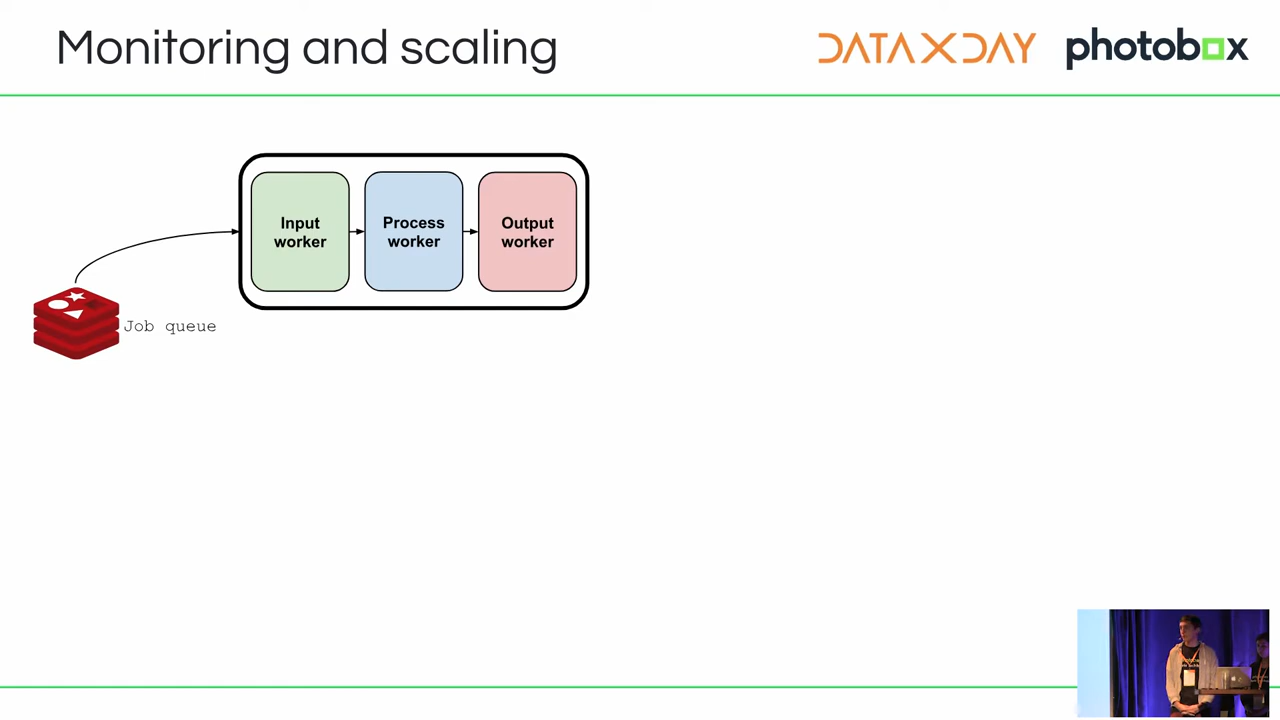 Monitoring and scaling
DATAXDAY
photobox
Input
worker
Process
worker
Output
worker
Job queue